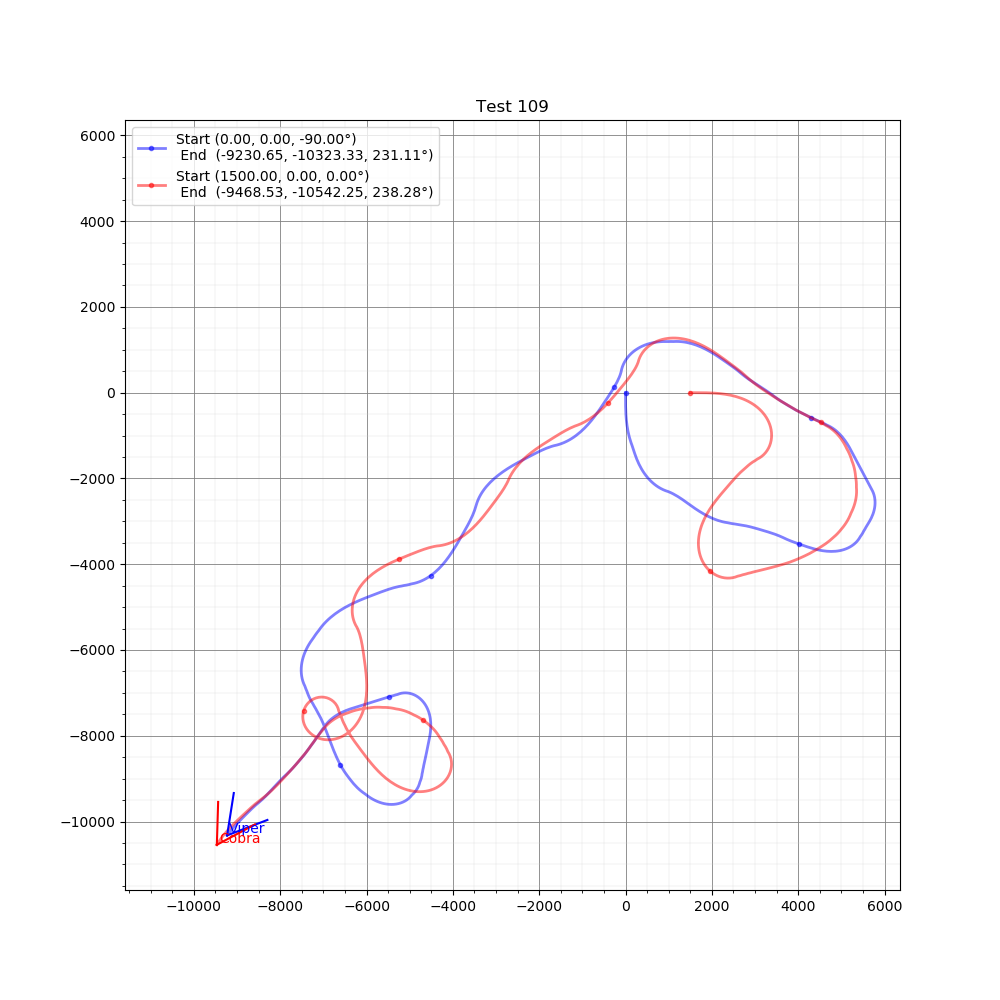 Test 109
Start (0.00, 0.00, -90.00°)
End  (-9230.65, -10323.33, 231.11°)
Start (1500.00, 0.00, 0.00°)
End  (-9468.53, -10542.25, 238.28°)
6000
4000
2000
0
−2000
−4000
−6000
−8000
−10000
Viper
Cobra
−10000 −8000 −6000 −4000 −2000 0 2000 4000 6000